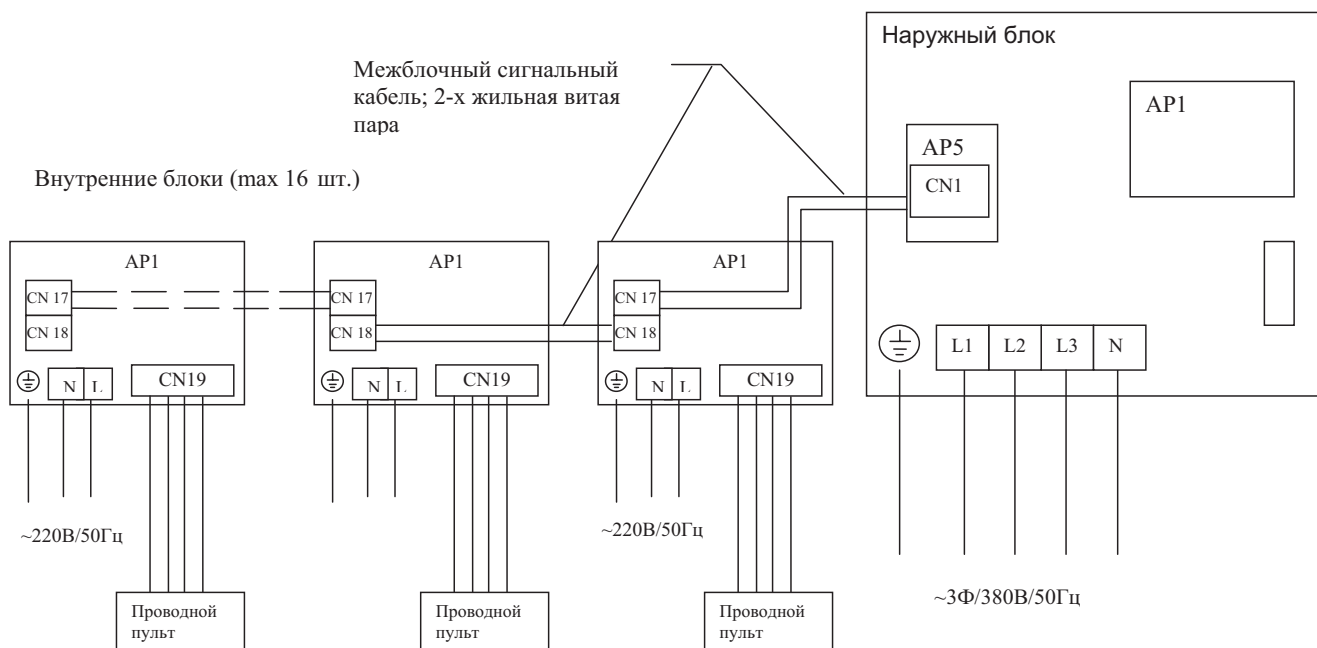 Наружный блок
Межблочный сигнальный
кабель; 2-х жильная витая
пара
AP1
AP5
CN1
Внутренние блоки (max 16 шт.)
AP1
AP1
AP1
CN 17
CN 17
CN 17
CN 18
CN 18
CN 18
L1 L2 L3 N
N L
CN19
N L
CN19
N L
CN19
~220В/50Гц
~220В/50Гц
~3Ф/380В/50Гц
Проводной
пульт
Проводной
пульт
Проводной
пульт